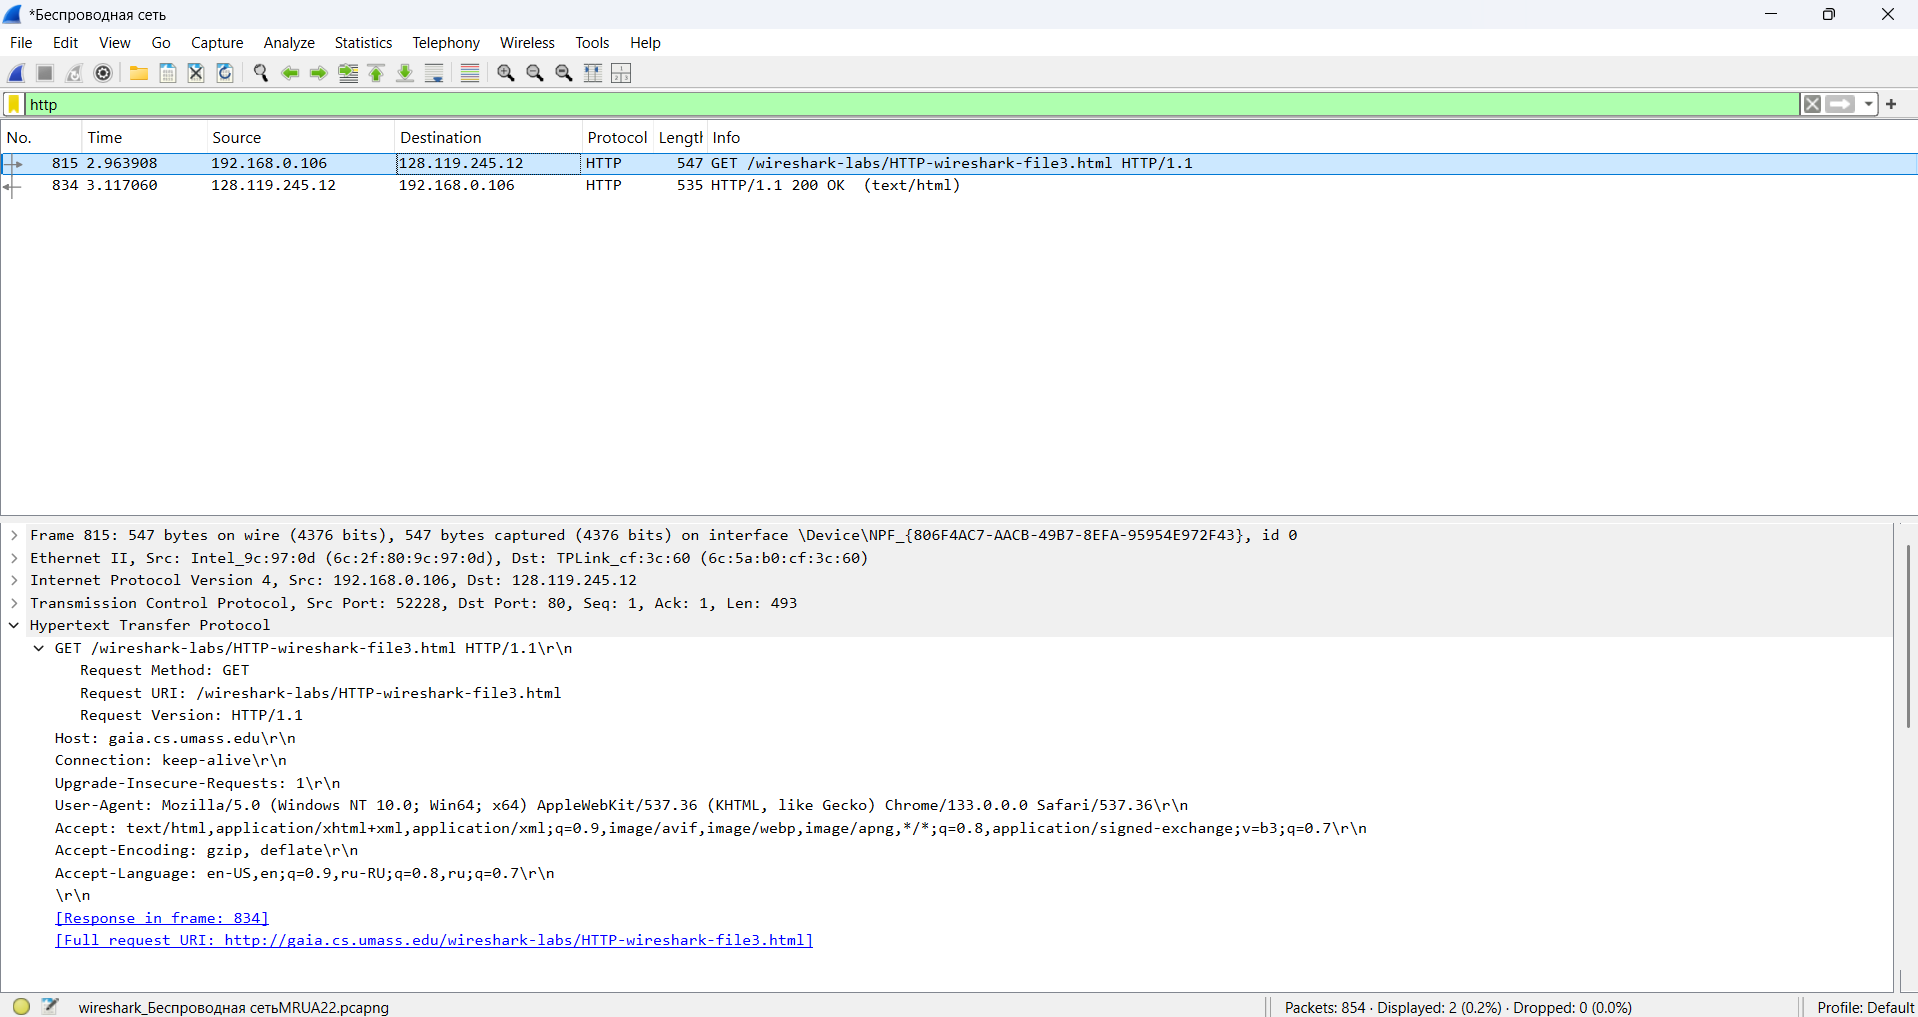 *Беспроводная сеть
File Edit View Go Capture Analyze Statistics Telephony Wireless Tools Help
http
No. Time Source Destination Protocol Lengtł Info
815 2.963908 192.168.0.106 128.119.245.12 HTTP 547 GET /wireshark-labs/HTTP-wireshark-file3.html HTTP/1.1
834 3.117060 128.119.245.12 192.168.0.106 HTTP 535 HTTP/1.1 200 OK (text/html)
Frame 815: 547 bytes on wire (4376 bits), 547 bytes captured (4376 bits) on interface \Device\NPF_{806F4AC7-AACB-49B7-8EFA-95954E972F43}, id 0
Ethernet II, Src: Intel_9c:97:0d (6c:2f:80:9c:97:0d), Dst: TPLink_cf:3c:60 (6c:5a:b0:cf:3c:60)
Internet Protocol Version 4, Src: 192.168.0.106, Dst: 128.119.245.12
Transmission Control Protocol, Src Port: 52228, Dst Port: 80, Seq: 1, Ack: 1, Len: 493
Hypertext Transfer Protocol
GET /wireshark-labs/HTTP-wireshark-file3.html HTTP/1.1\r\n
Request Method: GET
Request URI: /wireshark-labs/HTTP-wireshark-file3.html
Request Version: HTTP/1.1
Host: gaia.cs.umass.edu\r\n
Connection: keep-alive\r\n
Upgrade-Insecure-Requests: 1\r\n
User-Agent: Mozilla/5.0 (Windows NT 10.0; Win64; x64) AppleWebKit/537.36 (KHTML, like Gecko) Chrome/133.0.0.0 Safari/537.36\r\n
Accept: text/html,application/xhtml+xml,application/xml;q=0.9,image/avif,image/webp,image/apng,*/*;q=0.8,application/signed-exchange;v=b3;q=0.7\r\n
Accept-Encoding: gzip, deflate\r\n
Accept-Language: en-US,en;q=0.9,ru-RU;q=0.8,ru;q=0.7\r\n
\r\n
[Response in frame: 834]
[Full request URI: http://gaia.cs.umass.edu/wireshark-labs/HTTP-wireshark-file3.html]
wireshark_Беспроводная сетьMRUA22.pcapng Packets: 854 · Displayed: 2 (0.2%) · Dropped: 0 (0.0%) Profile: Default